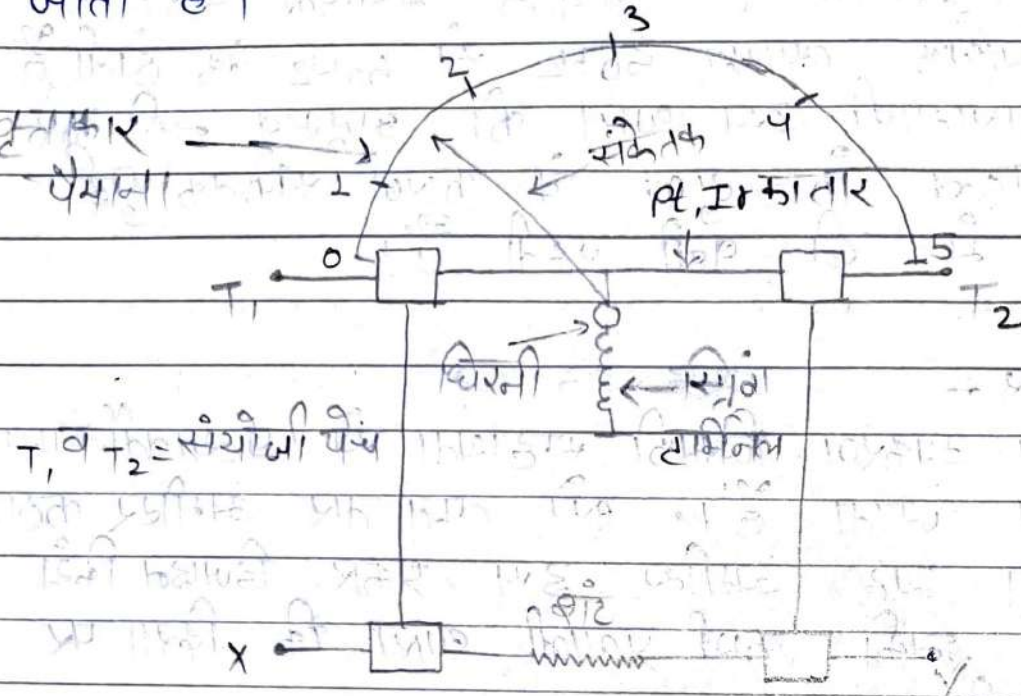 जाता है।
3
2
4
वृत्ताकार
पैमाना
1
संकेतक
Pt, Ir का तार
0
5
T1
T2
घिरनी
स्प्रिंग
T1 व T2 = संयोजी पेंच
टर्मिनल
शंट
X